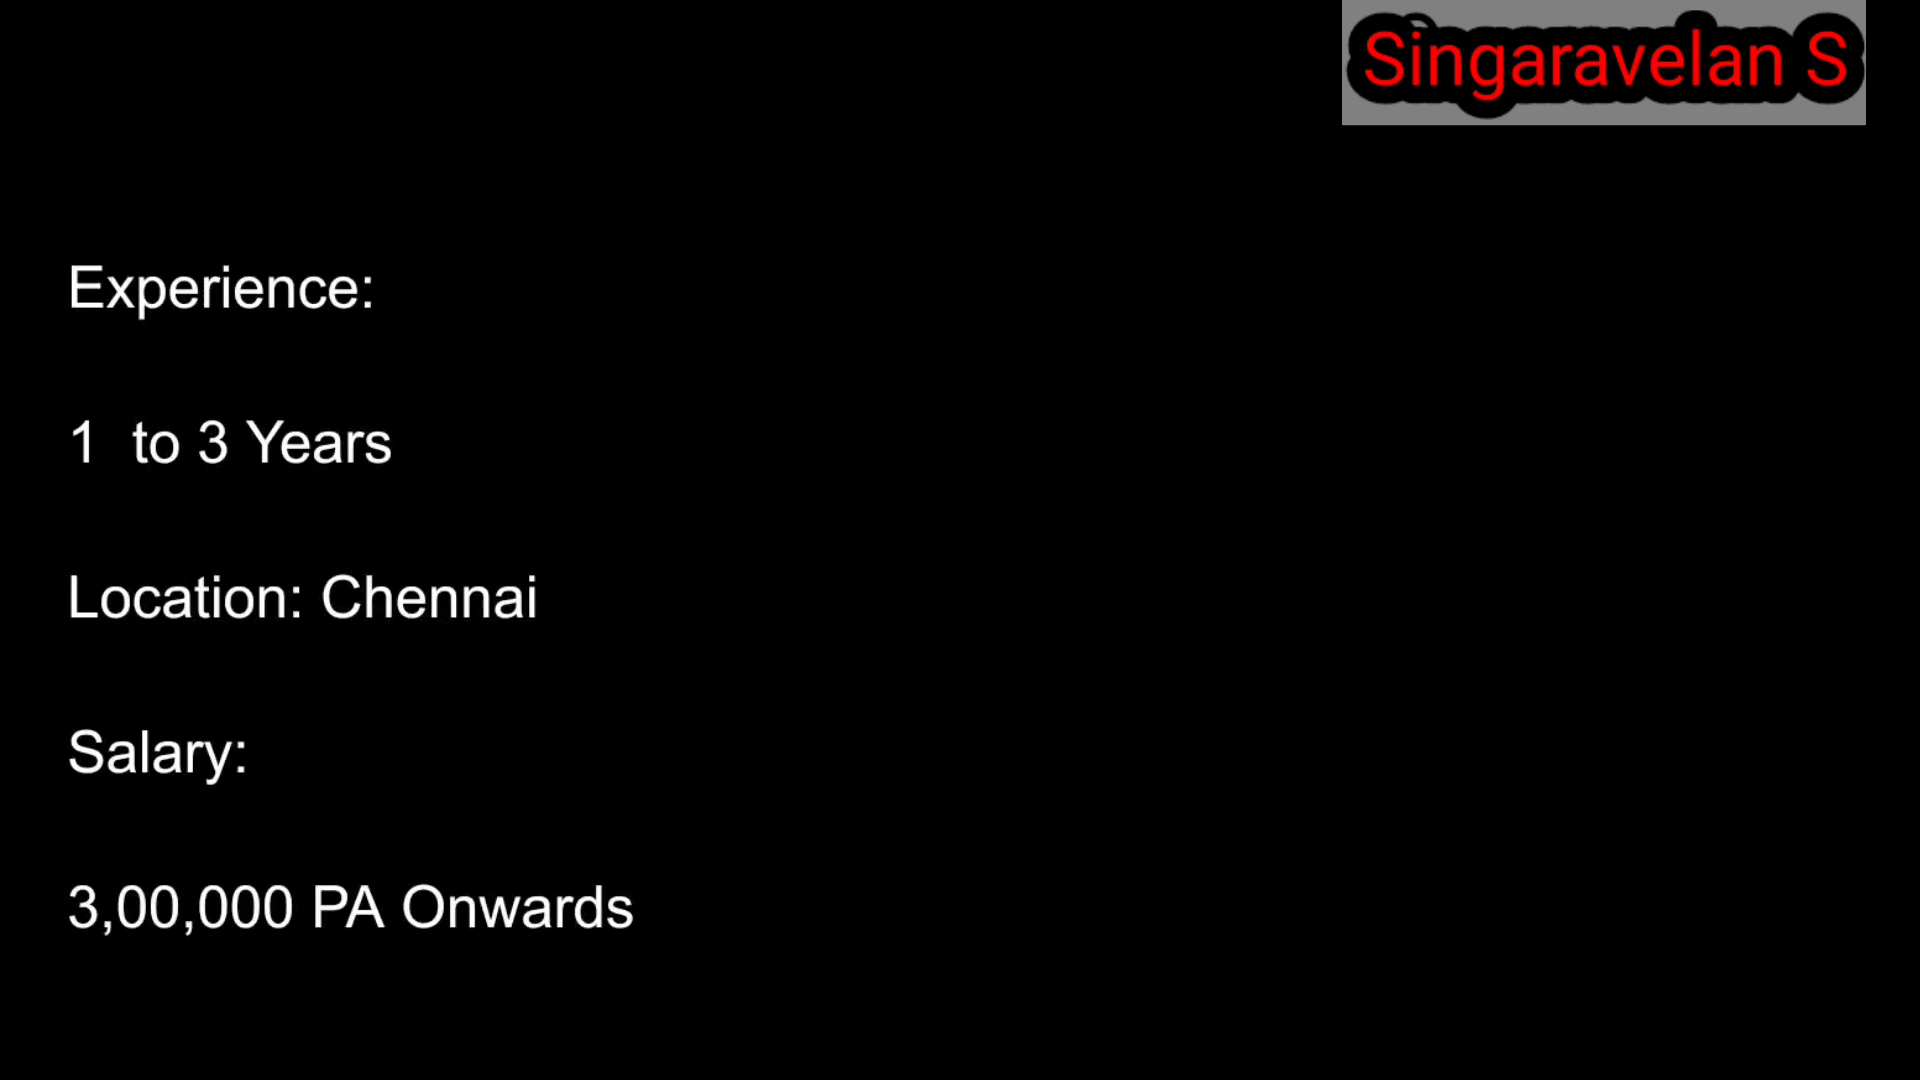 Singaravelan S
Experience:
1  to 3 Years
Location: Chennai
Salary:
3,00,000 PA Onwards